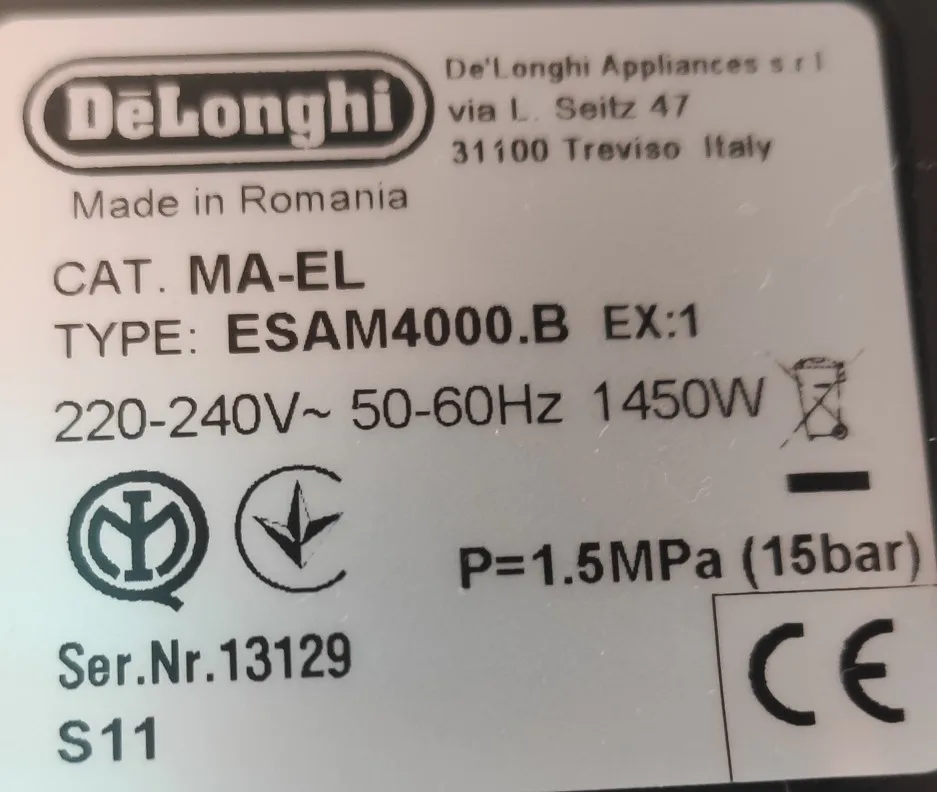 DēLonghi
De'Longhi Appliances s r l
via L. Seitz 47
31100 Treviso Italy
Made in Romania
CAT. MA-EL
TYPE: ESAM4000.B EX:1
220-240V~ 50-60Hz 1450W
P=1.5MPa (15bar)
Ser.Nr.13129
S11
CE